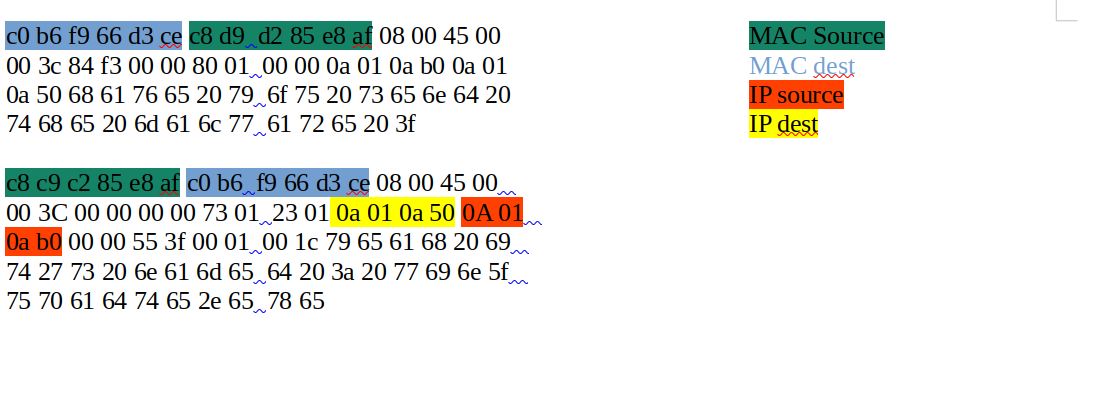 c0 b6 f9 66 d3 ce c8 d9 d2 85 e8 af 08 00 45 00
00 3c 84 f3 00 00 80 01 00 00 0a 01 0a b0 0a 01
0a 50 68 61 76 65 20 79 6f 75 20 73 65 6e 64 20
74 68 65 20 6d 61 6c 77 61 72 65 20 3f
c8 c9 c2 85 e8 af c0 b6 f9 66 d3 ce 08 00 45 00
00 3C 00 00 00 00 73 01 23 01 0a 01 0a 50 0A 01
0a b0 00 00 55 3f 00 01 00 1c 79 65 61 68 20 69
74 27 73 20 6e 61 6d 65 64 20 3a 20 77 69 6e 5f
75 70 61 64 74 65 2e 65 78 65
MAC Source
MAC dest
IP source
IP dest